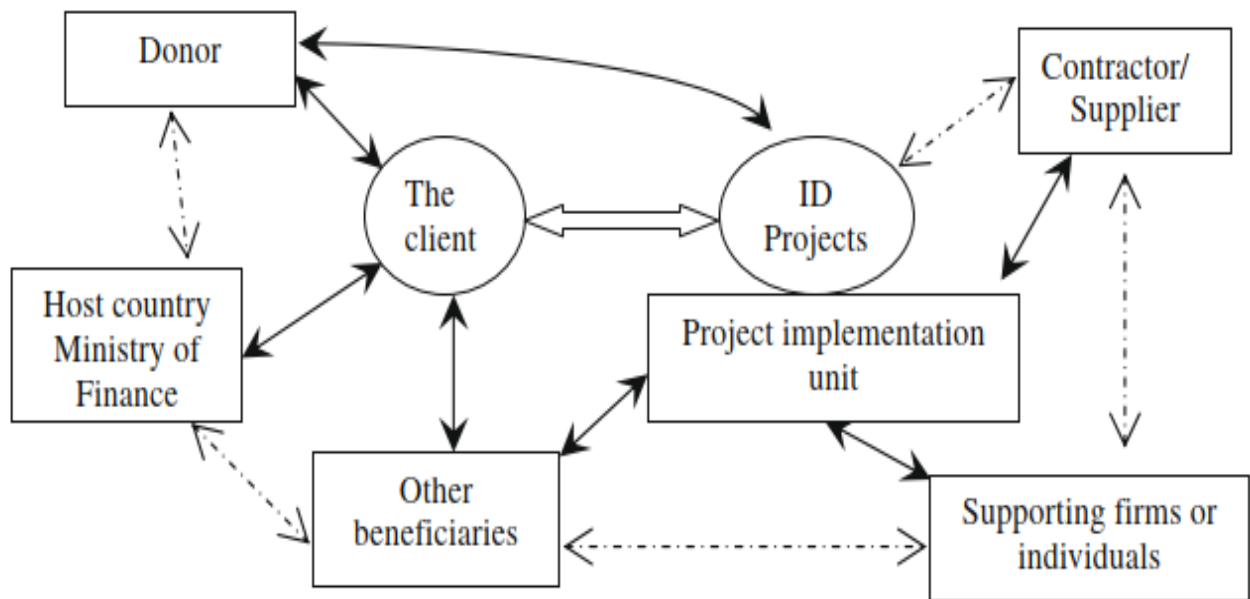 Donor
Contractor/
Supplier
The
client
ID
Projects
Host country
Ministry of
Finance
Project implementation
unit
Other
beneficiaries
Supporting firms or
individuals